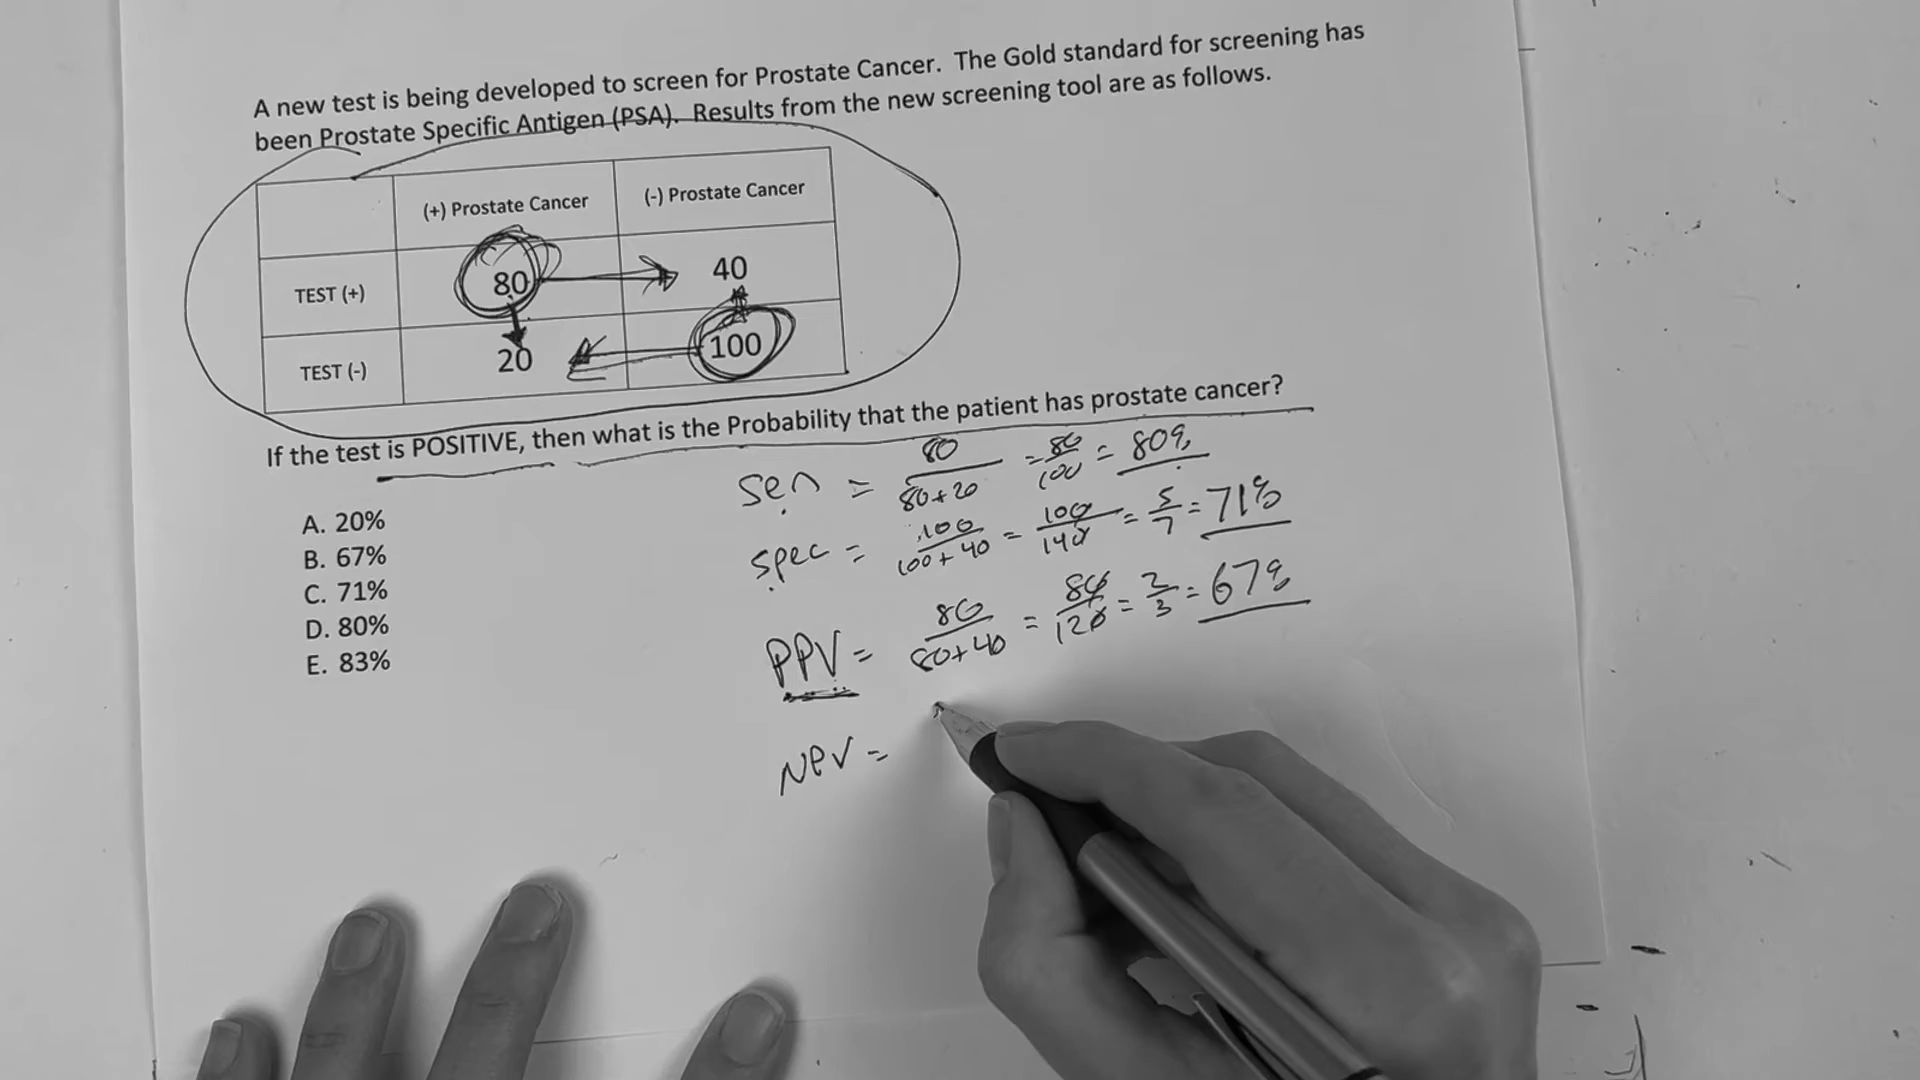 A new test is being developed to screen for Prostate Cancer. The Gold standard for screening has
been Prostate Specific Antigen (PSA). Results from the new screening tool are as follows.
(+) Prostate Cancer (-) Prostate Cancer
TEST (+) 80 40
TEST (-) 20 100
If the test is POSITIVE, then what is the Probability that the patient has prostate cancer?
A. 20%
B. 67%
C. 71%
D. 80%
E. 83%
sen = 80/80+20 = 80/100 = 80%
spec = 100/100+40 = 100/140 = 5/7 = 71%
PPV = 80/80+40 = 80/120 = 2/3 = 67%
NPV =